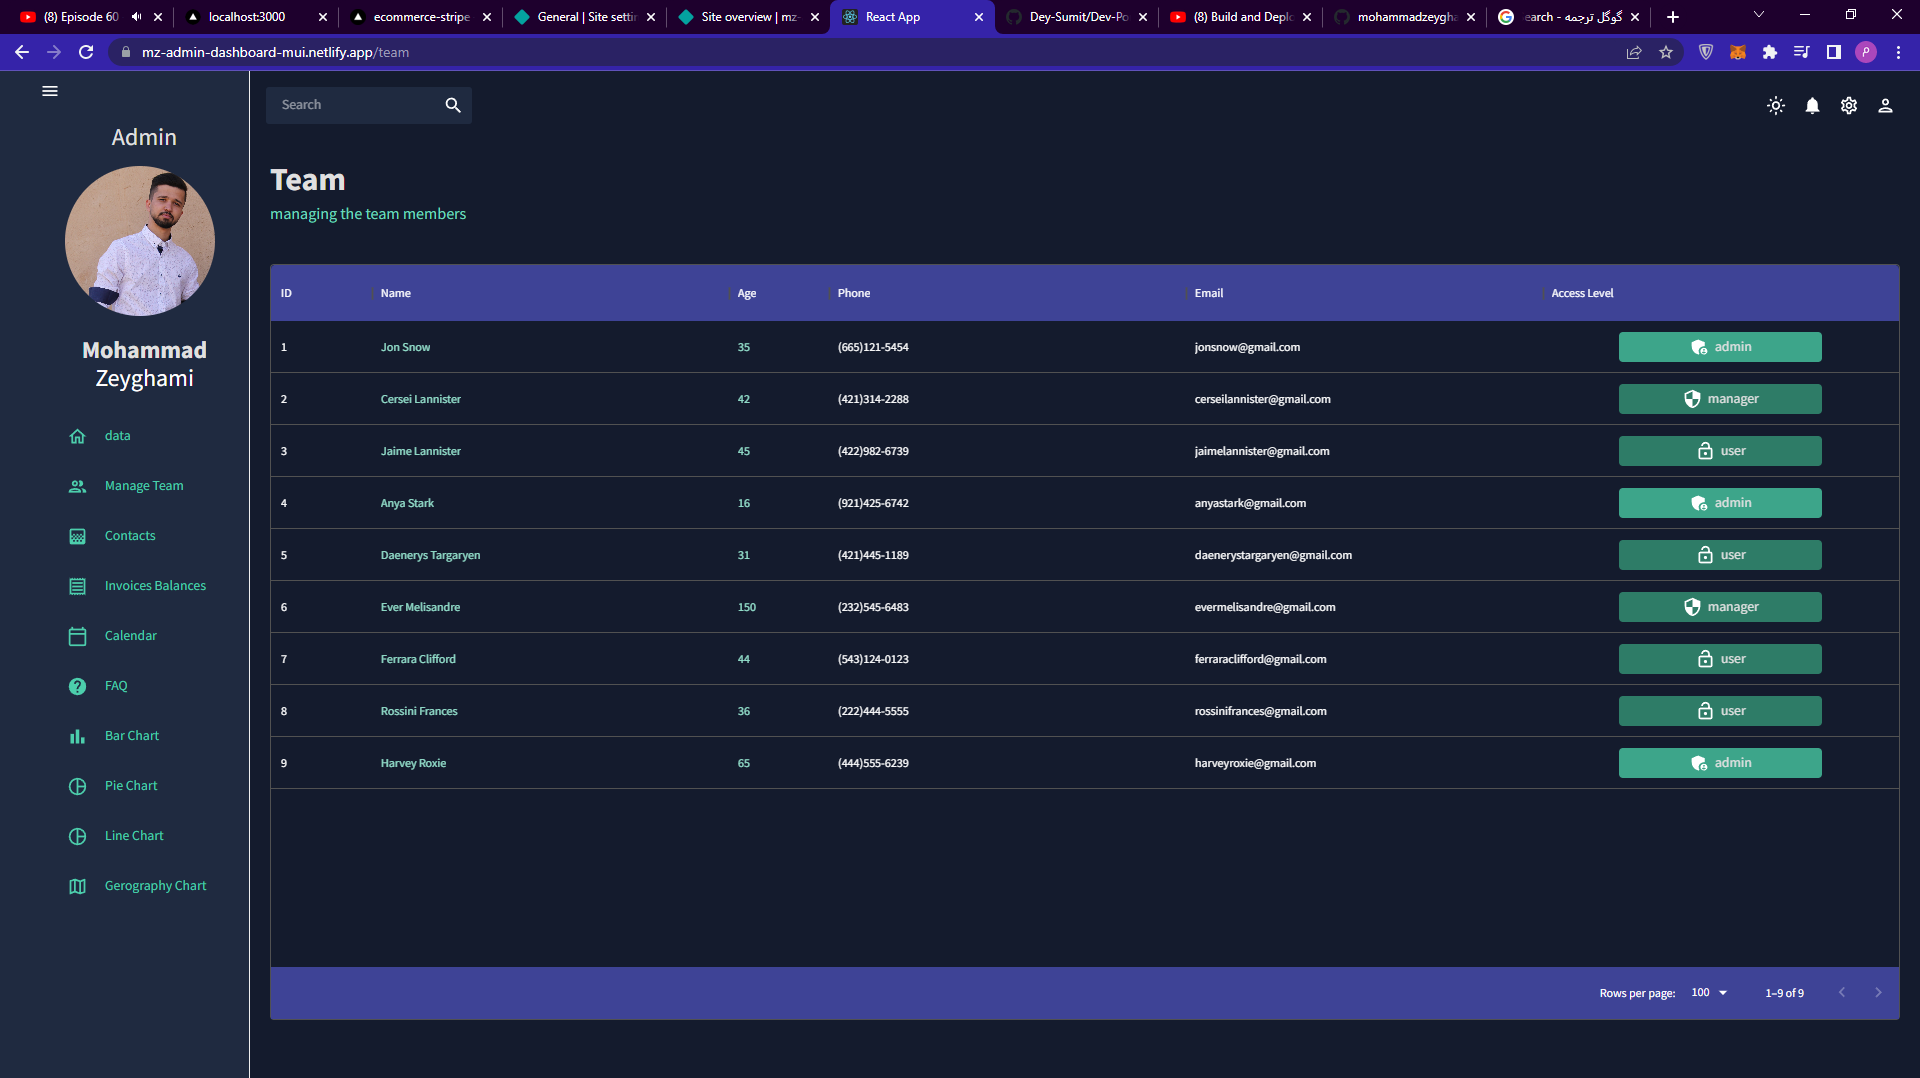 (8) Episode 60
localhost:3000
ecommerce-stripe
General | Site settin
Site overview | mz-
React App
Dey-Sumit/Dev-Po
(8) Build and Deplo
mohammadzeygha
earch - گوگل ترجمه
mz-admin-dashboard-mui.netlify.app/team
P
Search
Admin
Mohammad
Zeyghami
data
Manage Team
Contacts
Invoices Balances
Calendar
FAQ
Bar Chart
Pie Chart
Line Chart
Gerography Chart
Team
managing the team members
ID Name Age Phone Email Access Level
1 Jon Snow 35 (665)121-5454 jonsnow@gmail.com admin
2 Cersei Lannister 42 (421)314-2288 cerseilannister@gmail.com manager
3 Jaime Lannister 45 (422)982-6739 jaimelannister@gmail.com user
4 Anya Stark 16 (921)425-6742 anyastark@gmail.com admin
5 Daenerys Targaryen 31 (421)445-1189 daenerystargaryen@gmail.com user
6 Ever Melisandre 150 (232)545-6483 evermelisandre@gmail.com manager
7 Ferrara Clifford 44 (543)124-0123 ferraraclifford@gmail.com user
8 Rossini Frances 36 (222)444-5555 rossinifrances@gmail.com user
9 Harvey Roxie 65 (444)555-6239 harveyroxie@gmail.com admin
Rows per page: 100 1–9 of 9